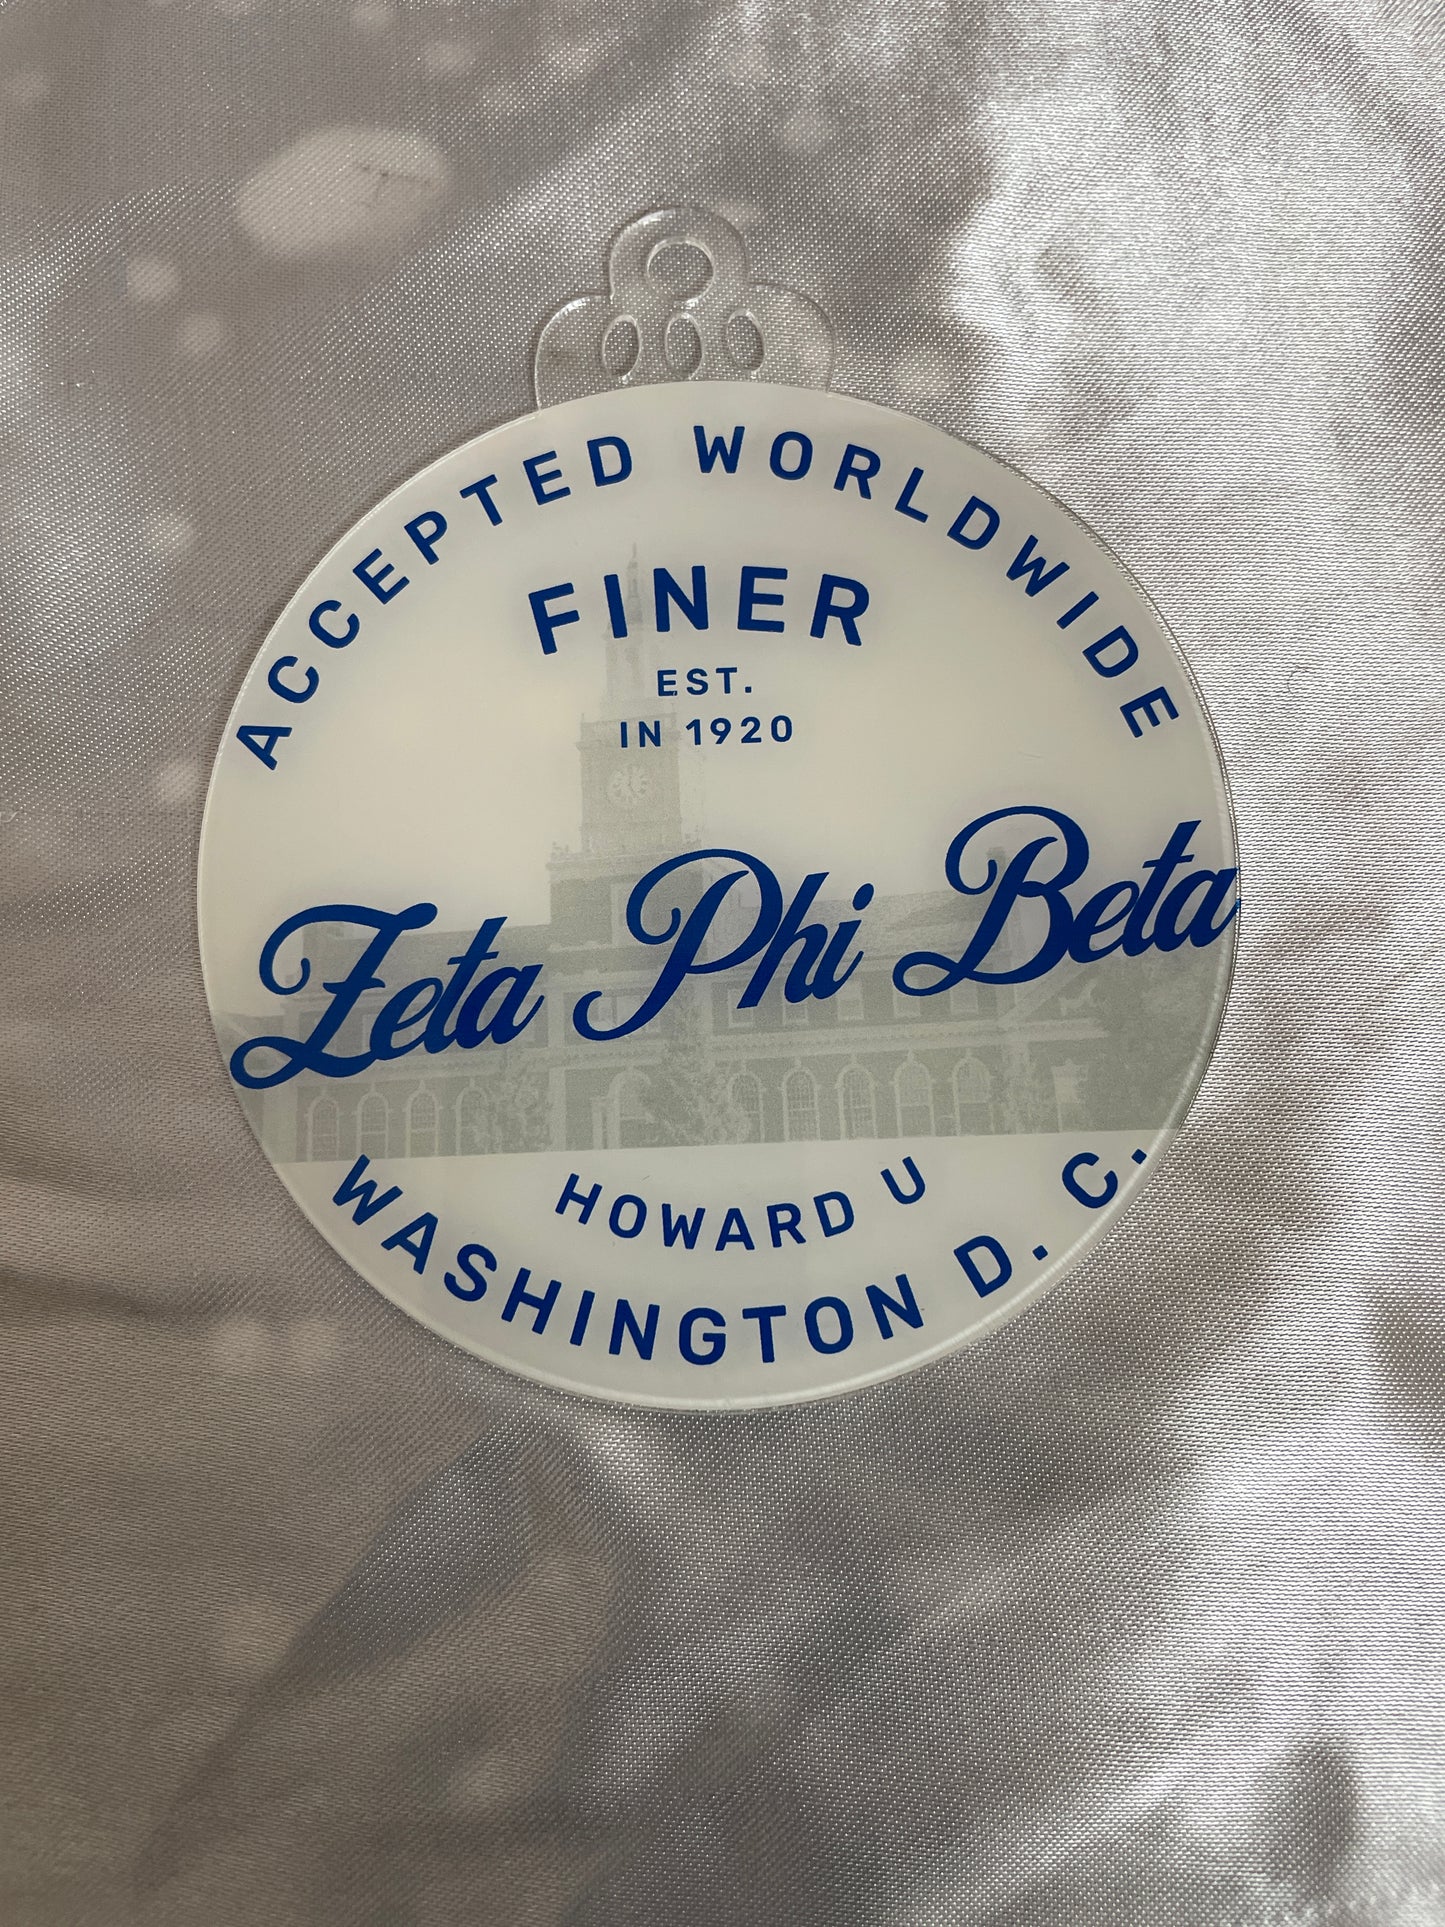 ACCEPTED WORLDWIDE
FINER
EST.
IN 1920
Zeta Phi Beta
HOWARD U
WASHINGTON D. C.